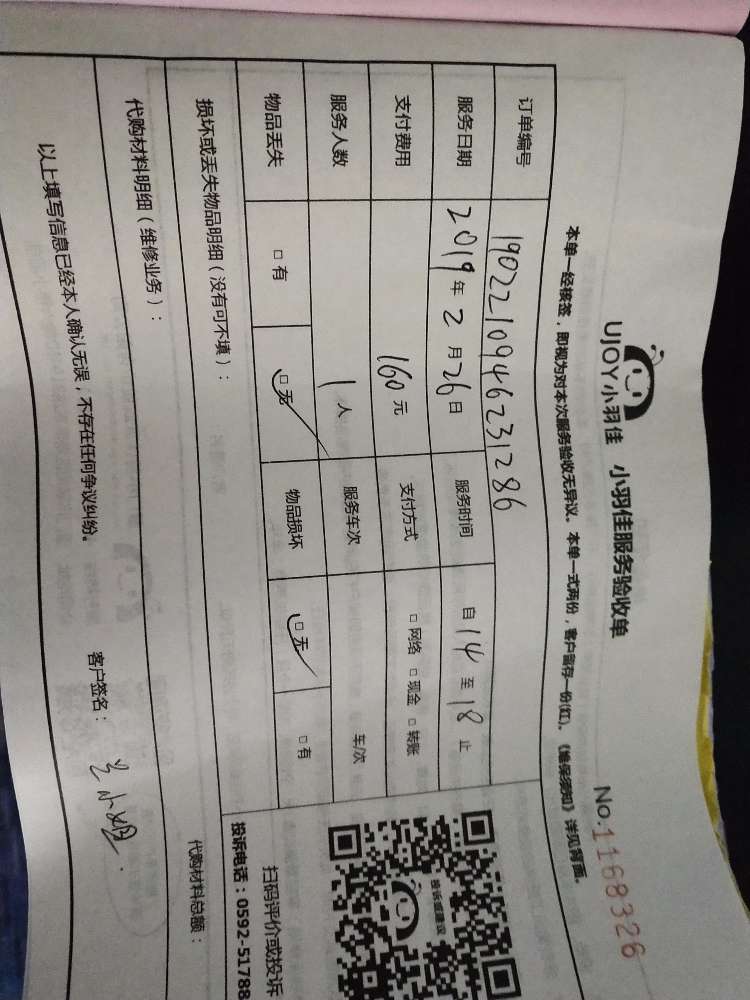 UJOY小羽佳 小羽佳服务验收单
No.1168326
本单一经核签，即视为对本次服务验收无异议。本单一式两份，客户留存一份(红)。《维保须知》详见背面。
订单编号 1902210946231286
服务日期 2019年2月26日 服务时间 自14至18止
支付费用 160元 支付方式 □网络 □现金 □转账
服务人数 1人 服务车次 车/次
物品丢失 □有 □无 物品损坏 □无 □有
投诉或建议
扫码评价或投诉
投诉电话：0592-51788
损坏或丢失物品明细（没有可不填）：
代购材料明细（维修业务）：
代购材料总额：
以上填写信息已经本人确认无误，不存在任何争议纠纷。
客户签名：